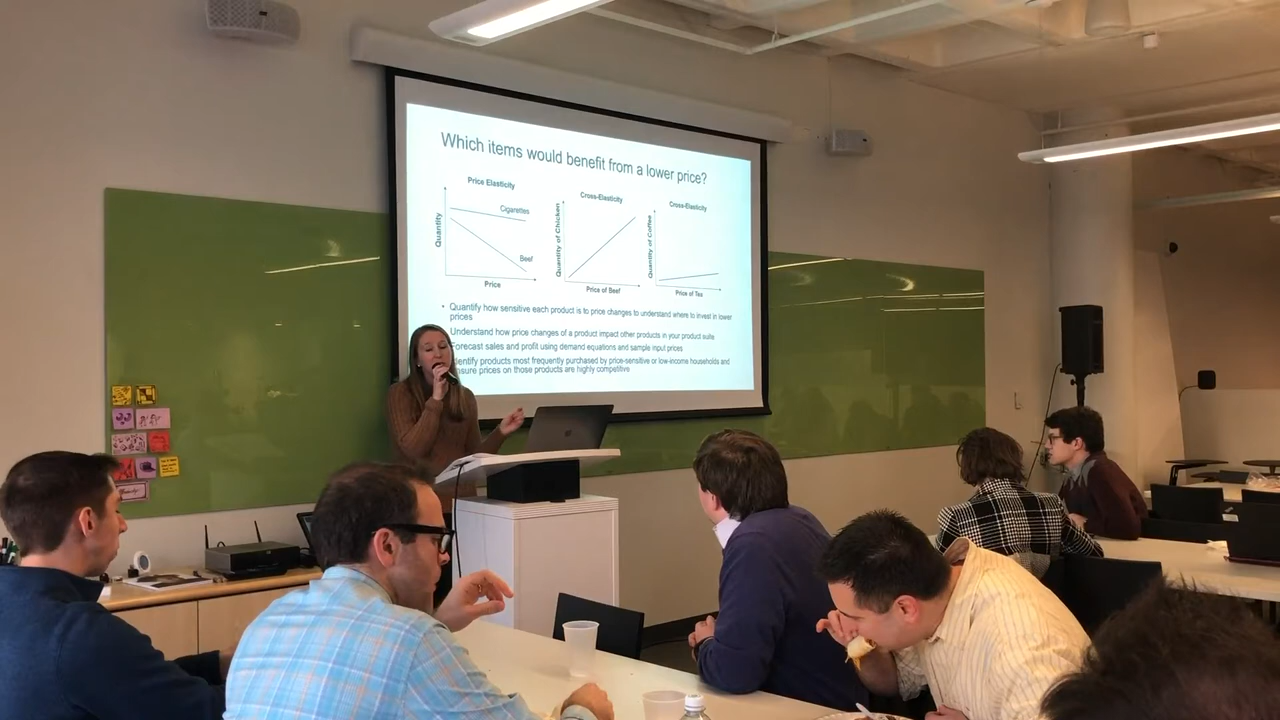 Which items would benefit from a lower price?
Price Elasticity
Quantity
Cigarettes
Beef
Price
Cross-Elasticity
Quantity of Chicken
Price of Beef
Cross-Elasticity
Quantity of Coffee
Price of Tea
• Quantify how sensitive each product is to price changes to understand where to invest in lower
prices
Understand how price changes of a product impact other products in your product suite
Forecast sales and profit using demand equations and sample input prices
dentify products most frequently purchased by price-sensitive or low-income households and
nsure prices on those products are highly competitive